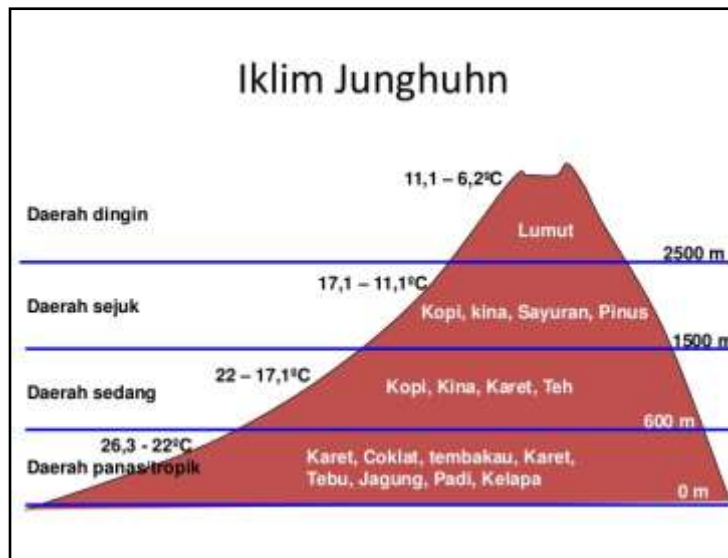 Iklim Junghuhn
11,1 – 6,2ºC
Daerah dingin
Lumut
2500 m
17,1 – 11,1ºC
Daerah sejuk
Kopi, kina, Sayuran, Pinus
1500 m
22 – 17,1ºC
Daerah sedang
Kopi, Kina, Karet, Teh
600 m
26,3 - 22ºC
Daerah panas/tropik
Karet, Coklat, tembakau, Karet,
Tebu, Jagung, Padi, Kelapa
0 m